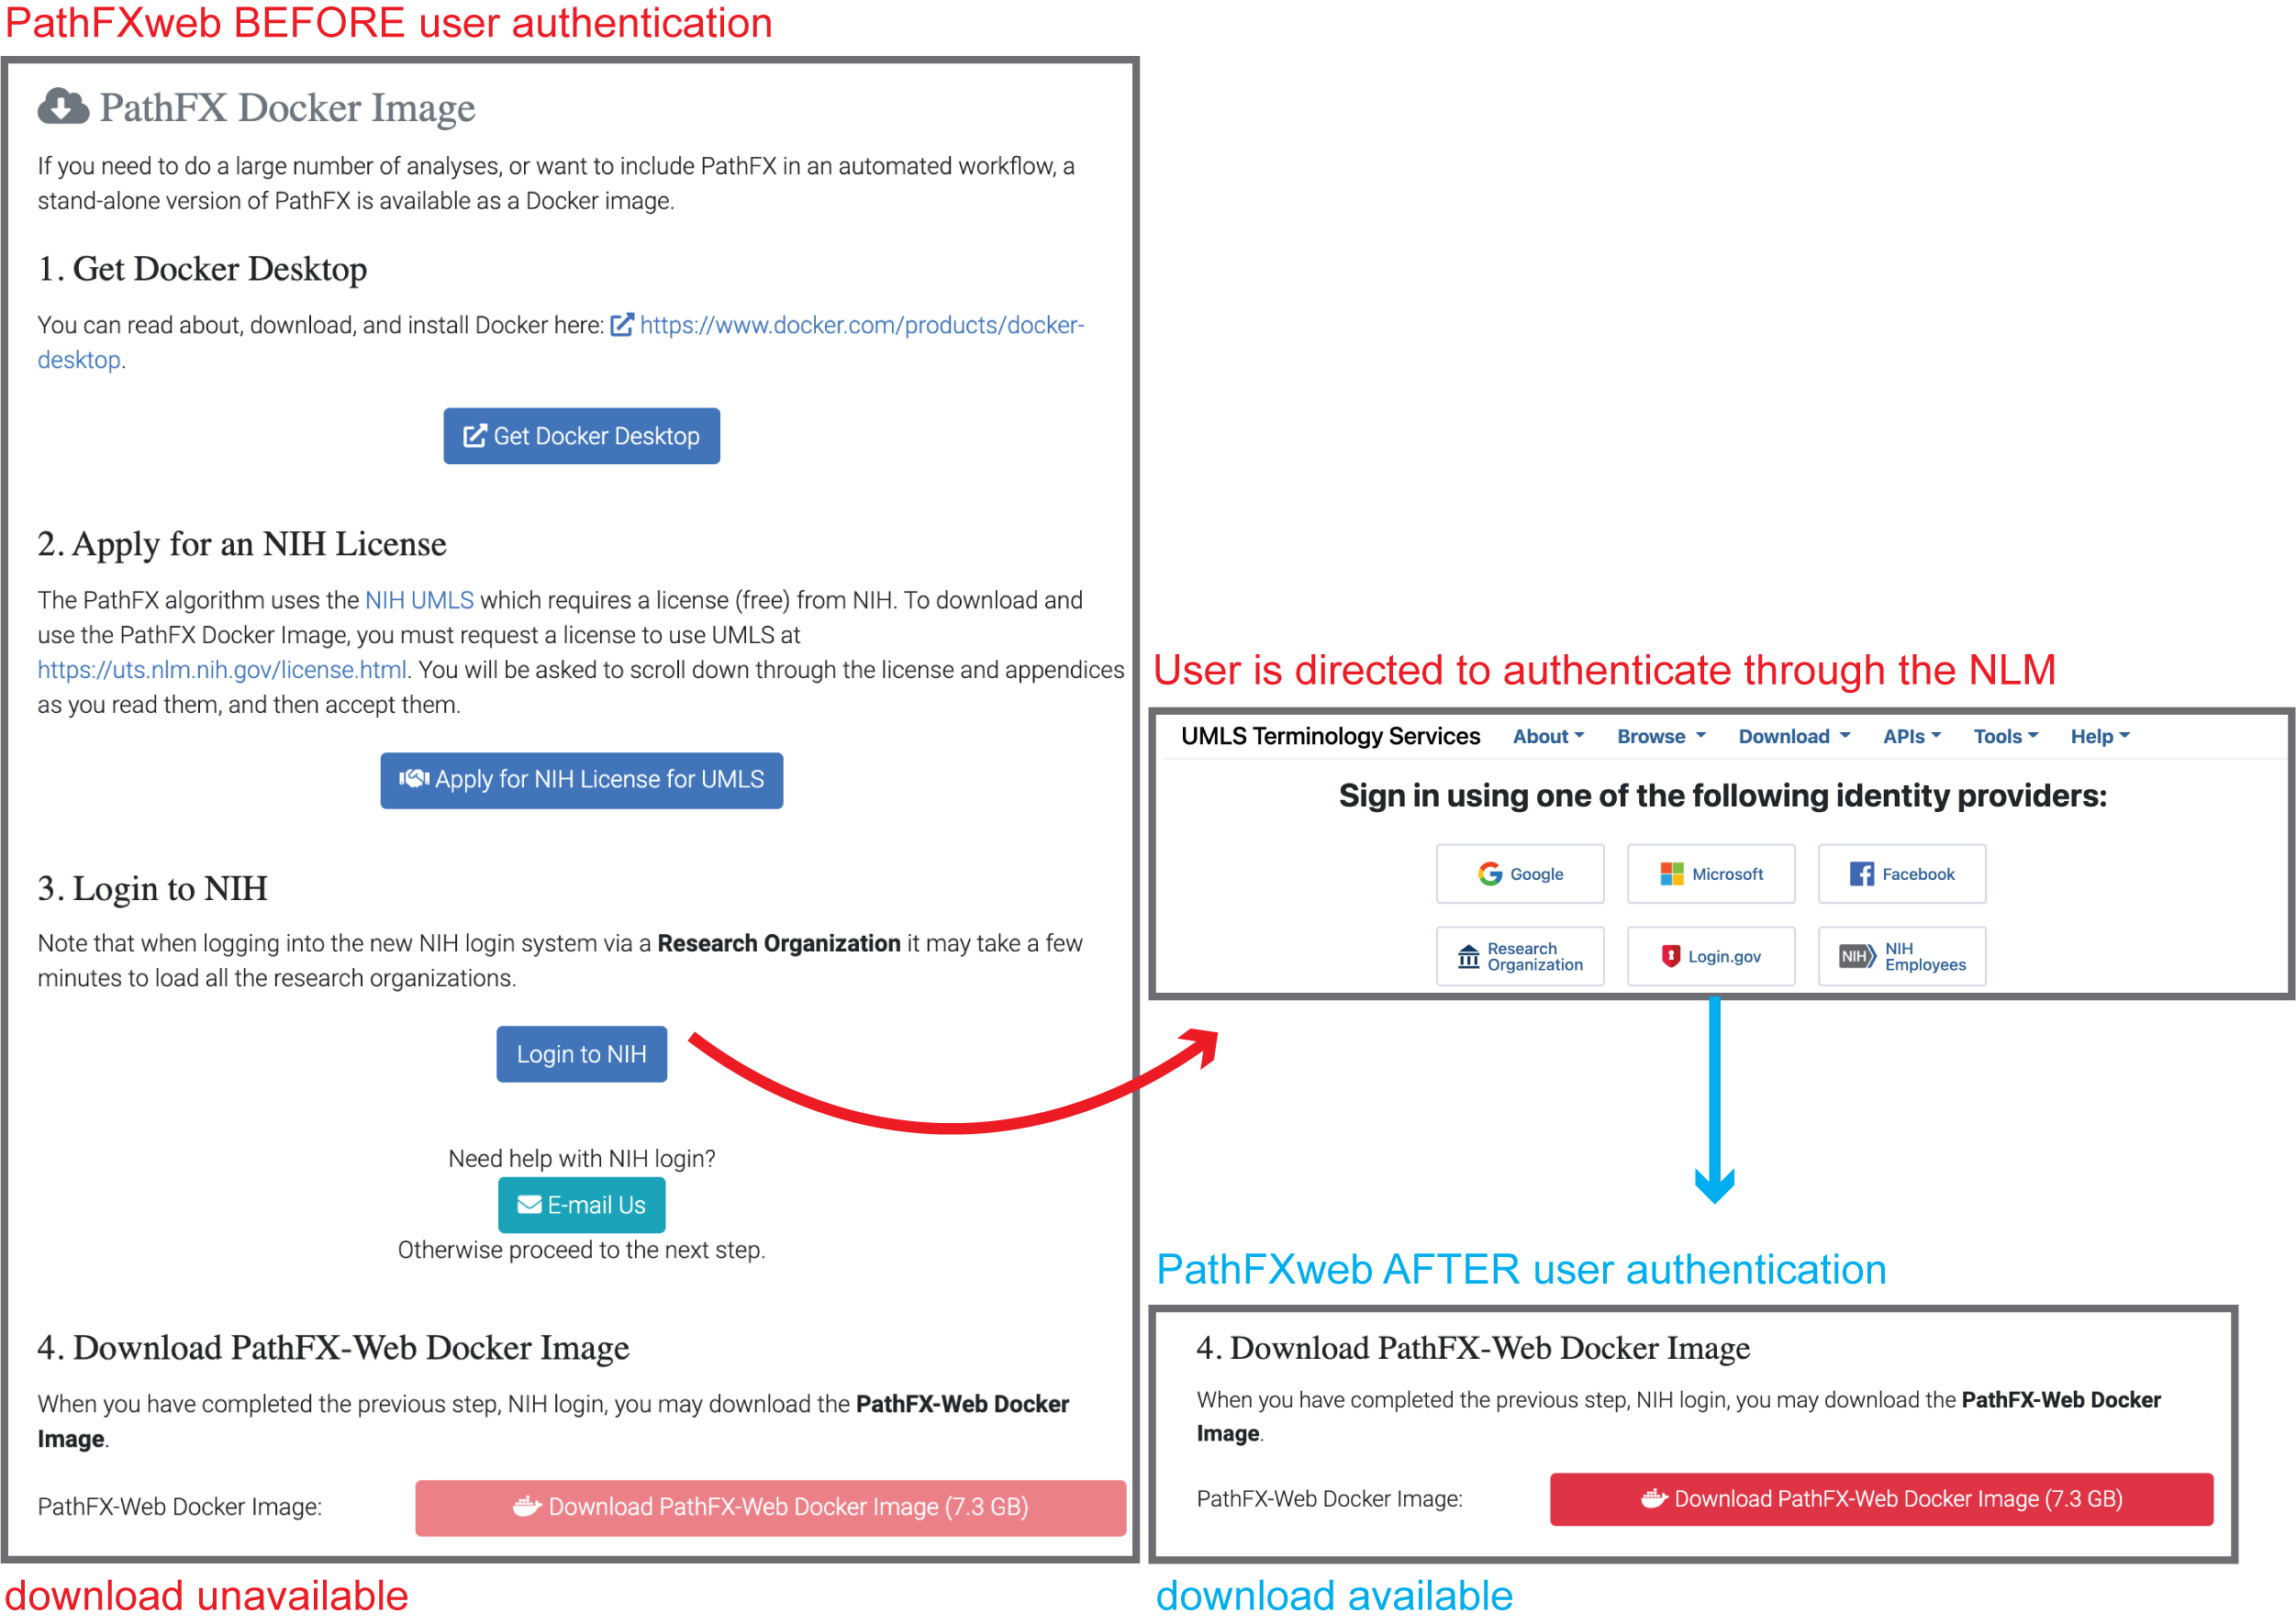 PathFXweb BEFORE user authentication
PathFX Docker Image
If you need to do a large number of analyses, or want to include PathFX in an automated workflow, a
stand-alone version of PathFX is available as a Docker image.
1. Get Docker Desktop
You can read about, download, and install Docker here: https://www.docker.com/products/docker-
desktop.
Get Docker Desktop
2. Apply for an NIH License
The PathFX algorithm uses the NIH UMLS which requires a license (free) from NIH. To download and
use the PathFX Docker Image, you must request a license to use UMLS at
https://uts.nlm.nih.gov/license.html. You will be asked to scroll down through the license and appendices
as you read them, and then accept them.
Apply for NIH License for UMLS
3. Login to NIH
Note that when logging into the new NIH login system via a Research Organization it may take a few
minutes to load all the research organizations.
Login to NIH
Need help with NIH login?
E-mail Us
Otherwise proceed to the next step.
4. Download PathFX-Web Docker Image
When you have completed the previous step, NIH login, you may download the PathFX-Web Docker
Image.
PathFX-Web Docker Image:
Download PathFX-Web Docker Image (7.3 GB)
download unavailable
User is directed to authenticate through the NLM
UMLS Terminology Services About Browse Download APIs Tools Help
Sign in using one of the following identity providers:
Google
Microsoft
Facebook
Research
Organization
Login.gov
NIH
NIH
Employees
PathFXweb AFTER user authentication
4. Download PathFX-Web Docker Image
When you have completed the previous step, NIH login, you may download the PathFX-Web Docker
Image.
PathFX-Web Docker Image:
Download PathFX-Web Docker Image (7.3 GB)
download available